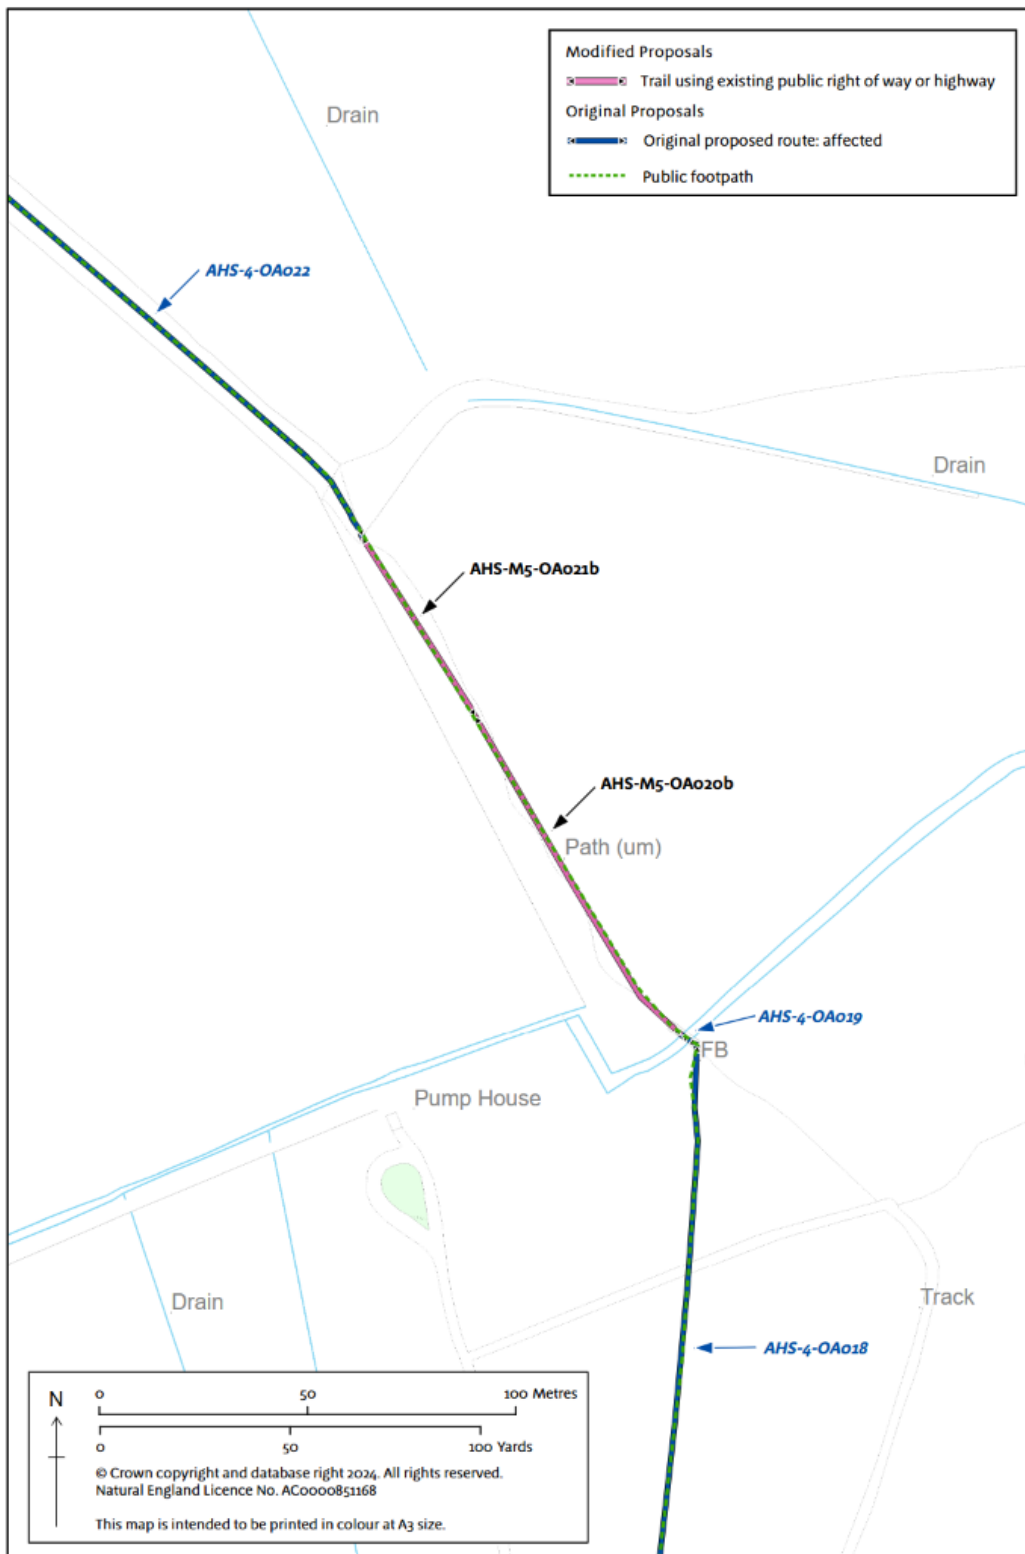 Modified Proposals
Trail using existing public right of way or highway
Original Proposals
Original proposed route: affected
Public footpath
Drain
AHS-4-OA022
Drain
AHS-M5-OA021b
AHS-M5-OA020b
Path (um)
AHS-4-OA019
FB
Pump House
Drain
Track
AHS-4-OA018
N
0 50 100 Metres
0 50 100 Yards
© Crown copyright and database right 2024. All rights reserved.
Natural England Licence No. AC0000851168
This map is intended to be printed in colour at A3 size.